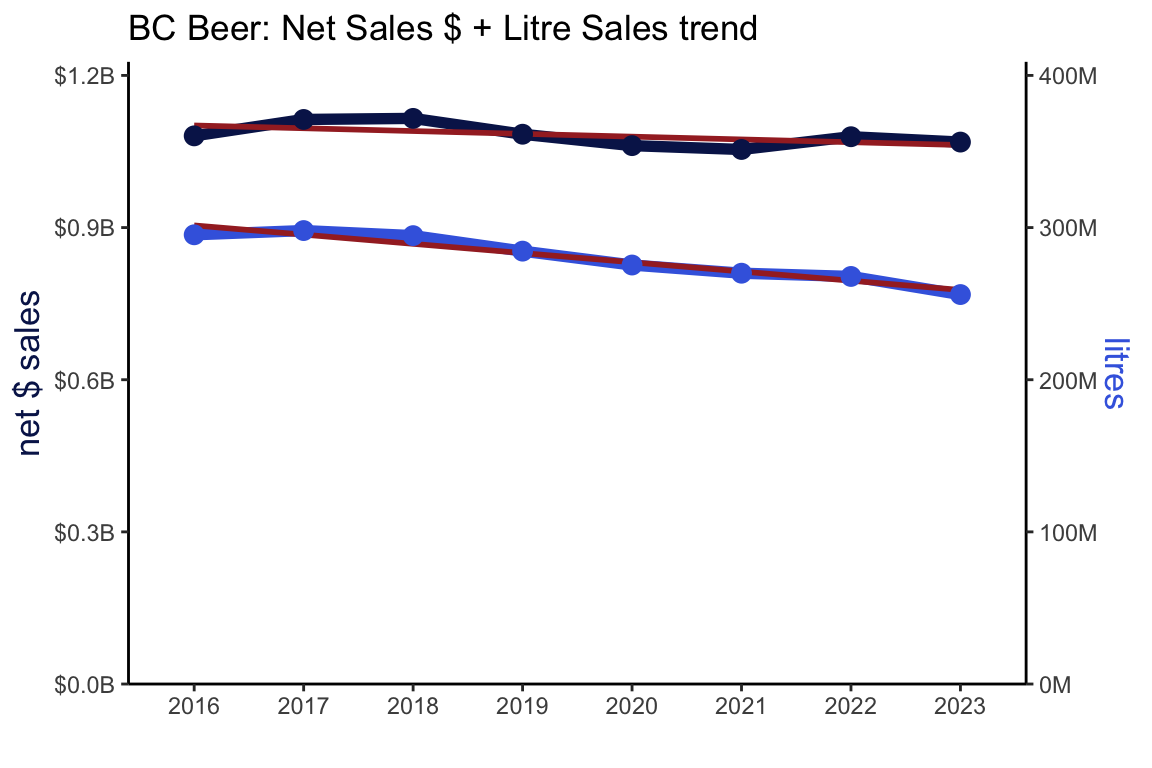 BC Beer: Net Sales $ + Litre Sales trend
$1.2B
$0.9B
$0.6B
$0.3B
$0.0B
net $ sales
400M
300M
200M
100M
0M
litres
2016 2017 2018 2019 2020 2021 2022 2023